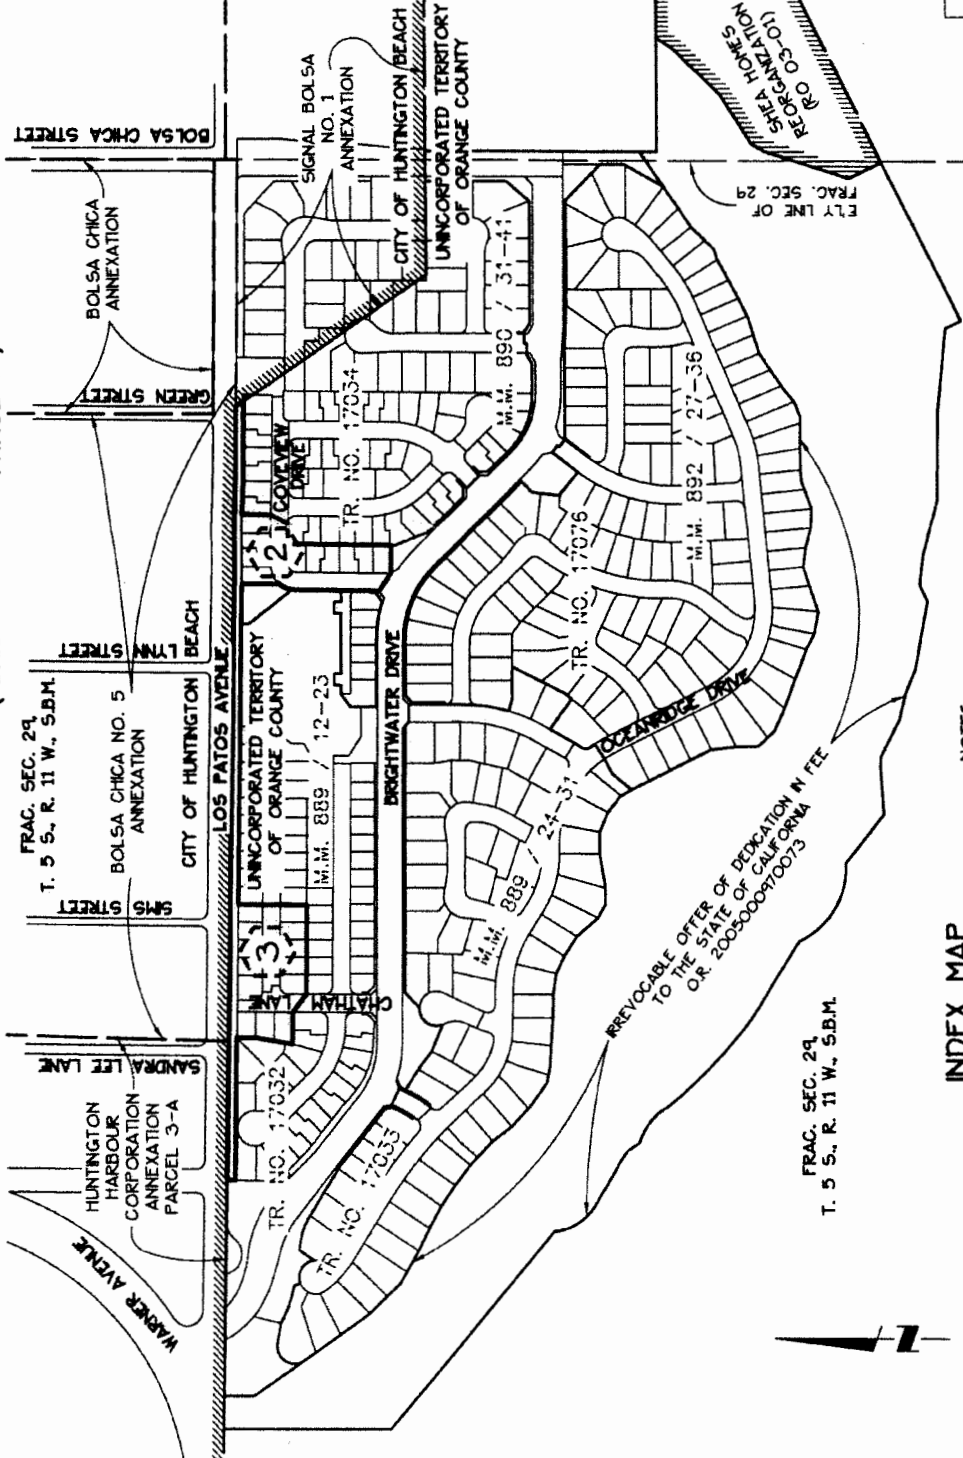 FRAC. SEC. 29,
T. 5 S., R. 11 W., S.B.M.
BOLSA CHICA STREET
BOLSA CHICA
ANNEXATION
GREEN STREET
LYNN STREET
SIMS STREET
SANDRA LEE LANE
BOLSA CHICA NO. 5
ANNEXATION
CITY OF HUNTINGTON BEACH
LOS PATOS AVENUE
HUNTINGTON
HARBOUR
CORPORATION
ANNEXATION
PARCEL 3-A
WARNER AVENUE
SIGNAL BOLSA
NO. 1
ANNEXATION
CITY OF HUNTINGTON BEACH
UNINCORPORATED TERRITORY
OF ORANGE COUNTY
SHEA HOMES
REORGANZATION
(RO 03-01)
ELY LINE OF
FRAC. SEC. 29
COVEVIEW
DRIVE
TR. NO. 17034
M.M. 890 / 31-41
2
UNINCORPORATED TERRITORY
OF ORANGE COUNTY
M.M. 889 / 12-23
3
CHATHAM LANE
TR. NO. 17032
BRIGHTWATER DRIVE
M.M. 892 / 27-36
TR. NO. 17076
OCEANRIDGE DRIVE
M.M. 889 / 24-31
TR. NO. 17033
IRREVOCABLE OFFER OF DEDICATION IN FEE
TO THE STATE OF CALIFORNIA
O.R. 2005000970073
FRAC. SEC. 29,
T. 5 S., R. 11 W., S.B.M.
N
INDEX MAP
NOTES